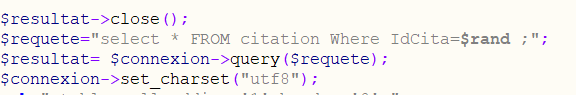 $resultat->close();
$requete="select * FROM citation Where IdCita=$rand ;";
$resultat= $connexion->query($requete);
$connexion->set_charset("utf8");